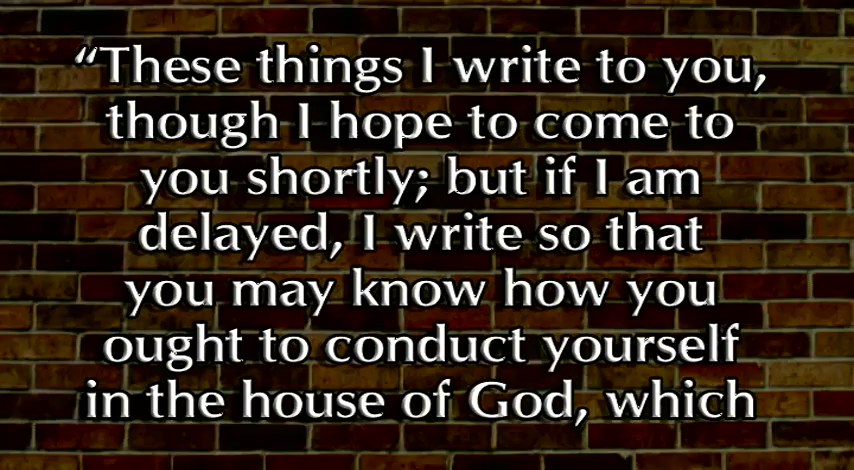 “These things I write to you,
though I hope to come to
you shortly; but if I am
delayed, I write so that
you may know how you
ought to conduct yourself
in the house of God, which